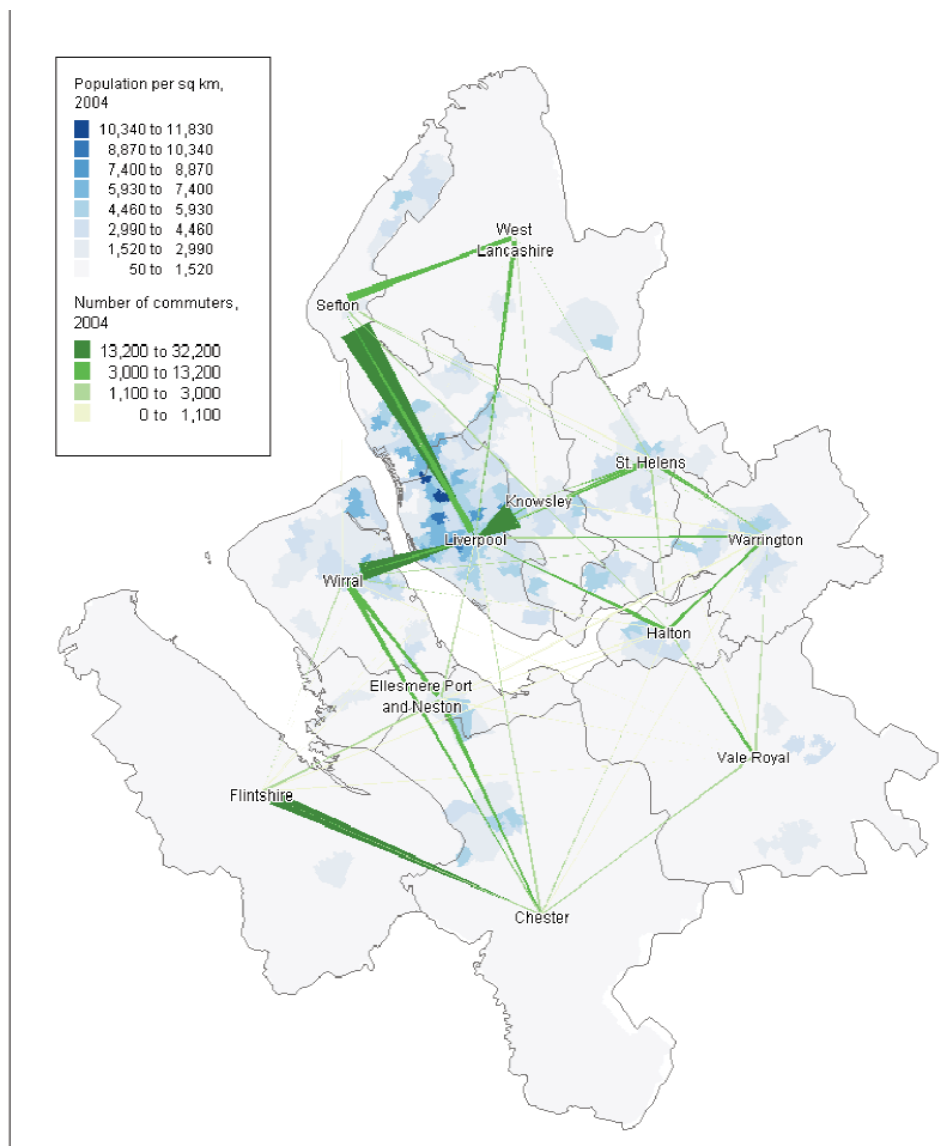 Population per sq km,
2004
10,340 to 11,830
8,870 to 10,340
7,400 to 8,870
5,930 to 7,400
4,460 to 5,930
2,990 to 4,460
1,520 to 2,990
50 to 1,520
Number of commuters,
2004
13,200 to 32,200
3,000 to 13,200
1,100 to 3,000
0 to 1,100
West
Lancashire
Sefton
St. Helens
Knowsley
Liverpool
Warrington
Wirral
Halton
Ellesmere Port
and Neston
Vale Royal
Flintshire
Chester